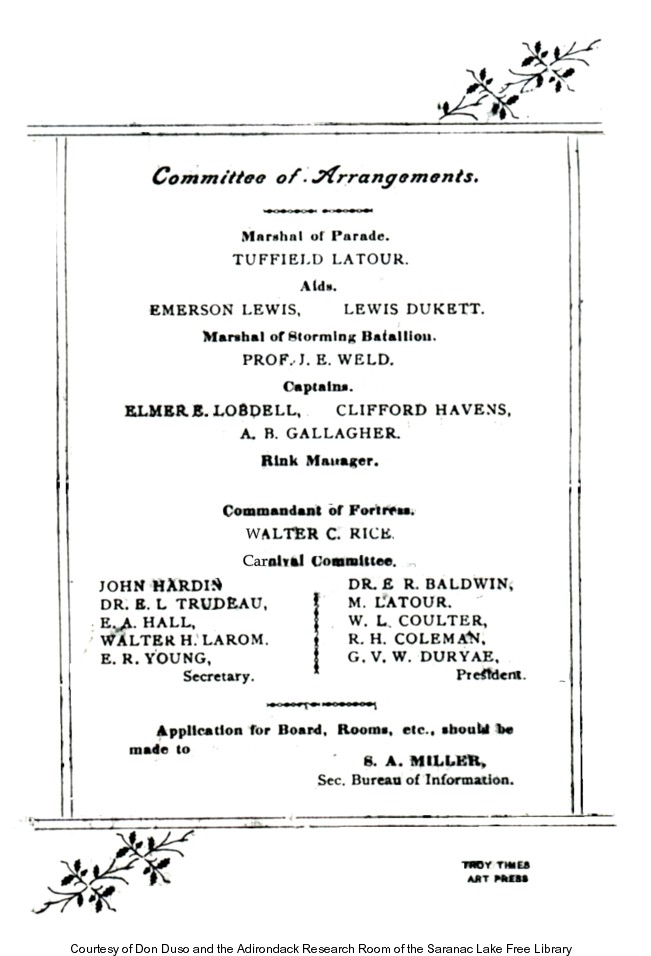 Committee of Arrangements.
Marshal of Parade.
TUFFIELD LATOUR.
Aids.
EMERSON LEWIS, LEWIS DUKETT.
Marshal of Storming Batallion.
PROF. J. E. WELD.
Captains.
ELMER E. LOBDELL, CLIFFORD HAVENS,
A. B. GALLAGHER.
Rink Manager.
Commandant of Fortress.
WALTER C. RICE.
Carnival Committee.
JOHN HARDIN
DR. E. L TRUDEAU,
E. A. HALL,
WALTER H. LAROM.
E. R. YOUNG,
Secretary.
DR. E R. BALDWIN,
M. LATOUR.
W. L. COULTER,
R. H. COLEMAN,
G. V. W. DURYAE,
President.
Application for Board, Rooms, etc., should be
made to
S. A. MILLER,
Sec. Bureau of Information.
TROY TIMES
ART PRESS
Courtesy of Don Duso and the Adirondack Research Room of the Saranac Lake Free Library